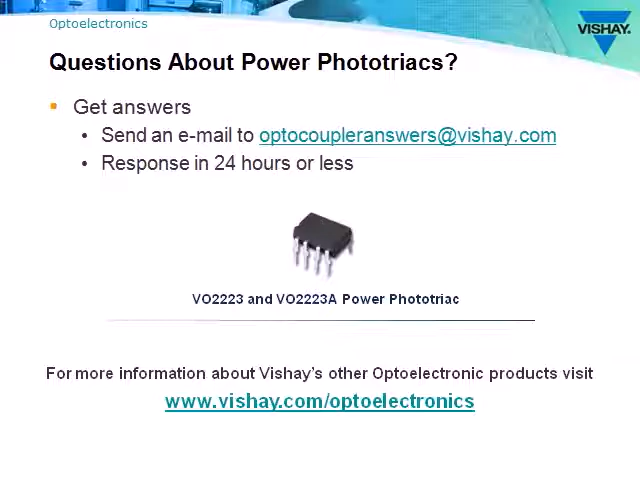 Optoelectronics
VISHAY.
Questions About Power Phototriacs?
Get answers
• Send an e-mail to optocoupleranswers@vishay.com
• Response in 24 hours or less
VO2223 and VO2223A Power Phototriac
For more information about Vishay's other Optoelectronic products visit
www.vishay.com/optoelectronics